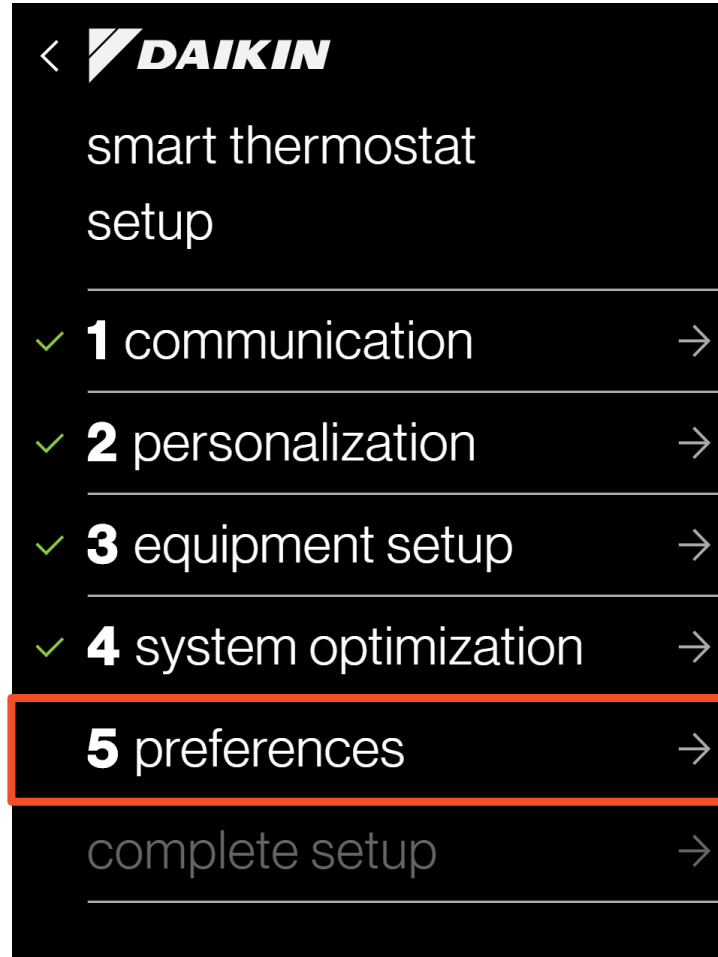 DAIKIN
smart thermostat
setup
1 communication
2 personalization
3 equipment setup
4 system optimization
5 preferences
complete setup